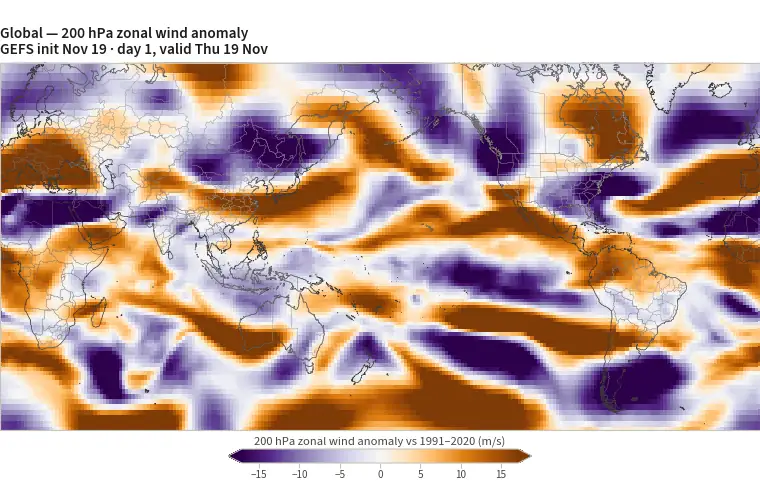 Global — 200 hPa zonal wind anomaly
GEFS init Nov 19 · day 1, valid Thu 19 Nov
200 hPa zonal wind anomaly vs 1991–2020 (m/s)
−15 −10 −5 0 5 10 15